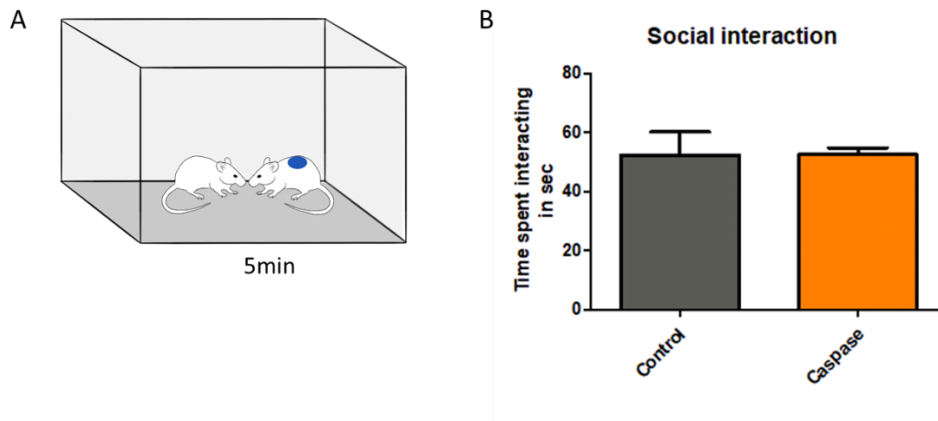 A
5min
B
Social interaction
Time spent interacting
in sec
80
60
40
20
0
Control
Caspase